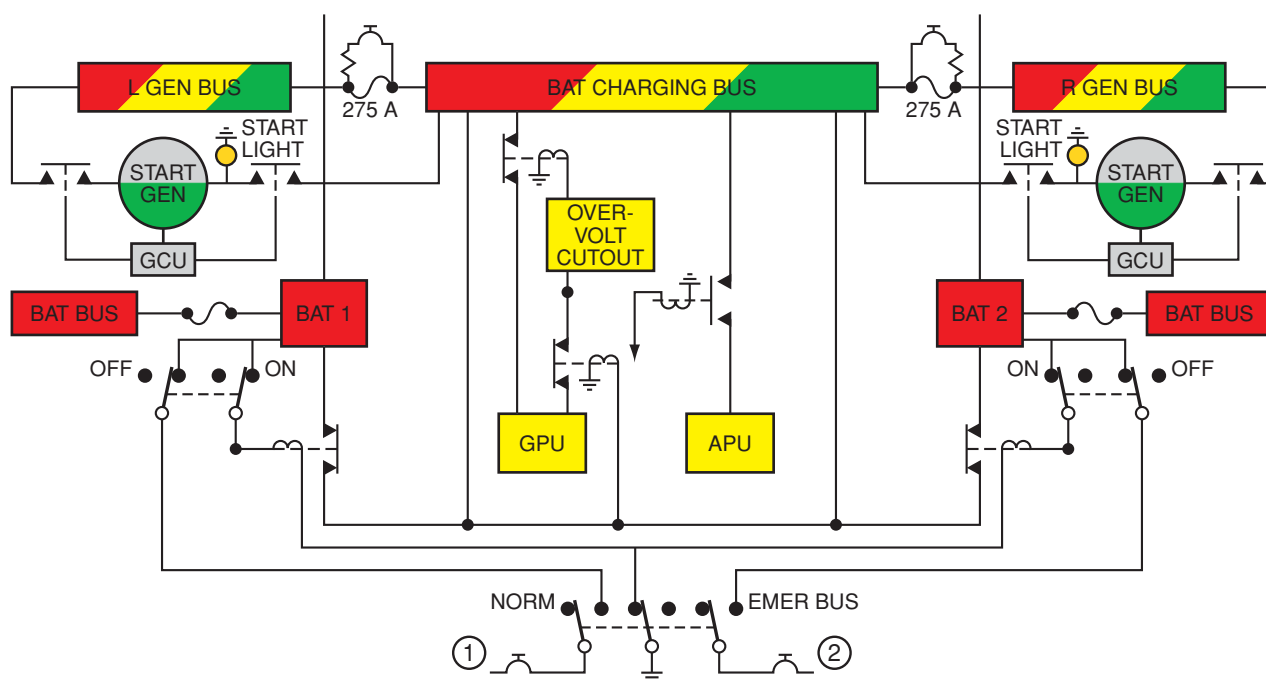 L GEN BUS
275 A
BAT CHARGING BUS
275 A
R GEN BUS
START
LIGHT
START
GEN
GCU
OVER-
VOLT
CUTOUT
START
LIGHT
START
GEN
GCU
BAT BUS
BAT 1
BAT 2
BAT BUS
OFF
ON
ON
OFF
GPU
APU
NORM
EMER BUS
1
2